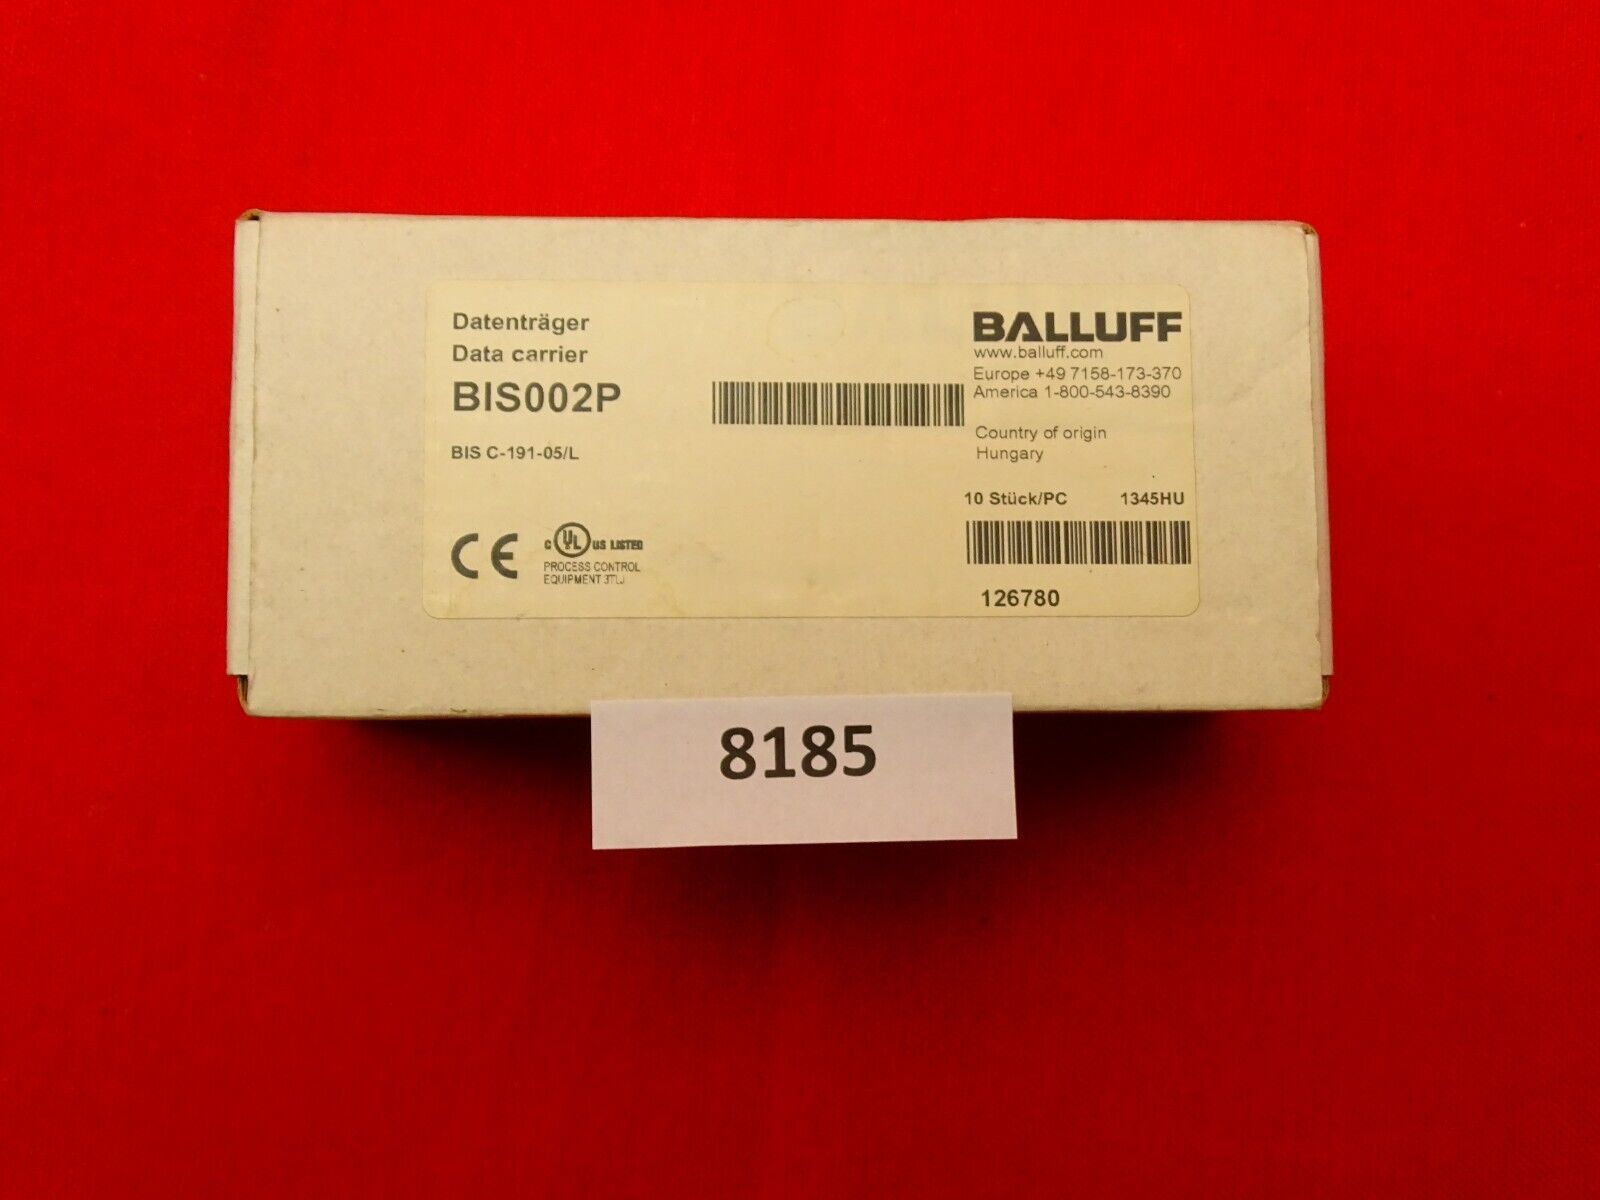 Datenträger
Data carrier
BIS002P
BIS C-191-05/L
C UL US LISTED
PROCESS CONTROL
EQUIPMENT 3TLJ
BALLUFF
www.balluff.com
Europe +49 7158-173-370
America 1-800-543-8390
Country of origin
Hungary
10 Stück/PC 1345HU
126780
8185